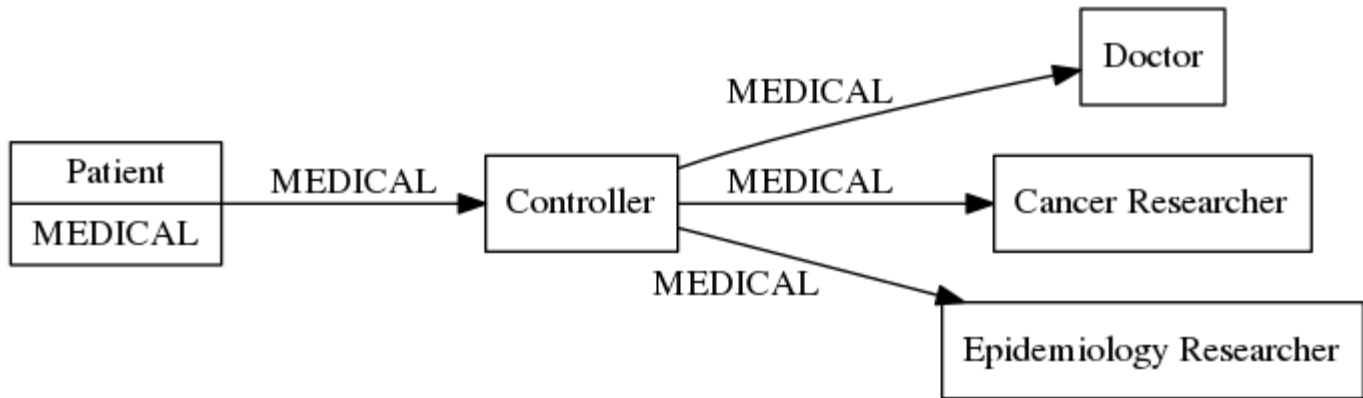 Patient
MEDICAL
MEDICAL
Controller
MEDICAL
Doctor
MEDICAL
Cancer Researcher
MEDICAL
Epidemiology Researcher